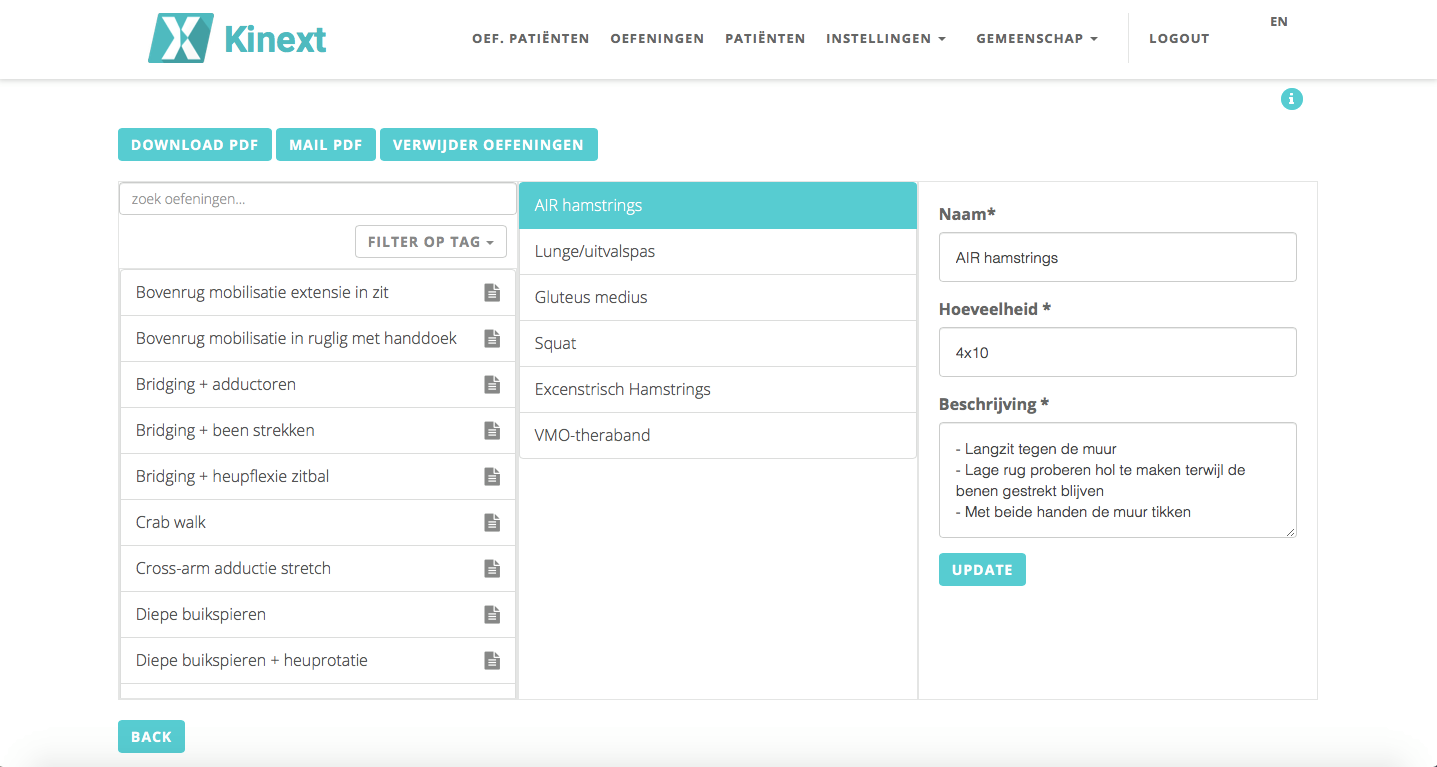 Kinext
OEF. PATIËNTEN
OEFENINGEN
PATIËNTEN
INSTELLINGEN
GEMEENSCHAP
LOGOUT
EN
DOWNLOAD PDF
MAIL PDF
VERWIJDER OEFENINGEN
zoek oefeningen...
FILTER OP TAG
Bovenrug mobilisatie extensie in zit
Bovenrug mobilisatie in ruglig met handdoek
Bridging + adductoren
Bridging + been strekken
Bridging + heupflexie zitbal
Crab walk
Cross-arm adductie stretch
Diepe buikspieren
Diepe buikspieren + heuprotatie
AIR hamstrings
Lunge/uitvalspas
Gluteus medius
Squat
Excenstrisch Hamstrings
VMO-theraband
Naam*
AIR hamstrings
Hoeveelheid *
4x10
Beschrijving *
- Langzit tegen de muur
- Lage rug proberen hol te maken terwijl de
benen gestrekt blijven
- Met beide handen de muur tikken
UPDATE
BACK